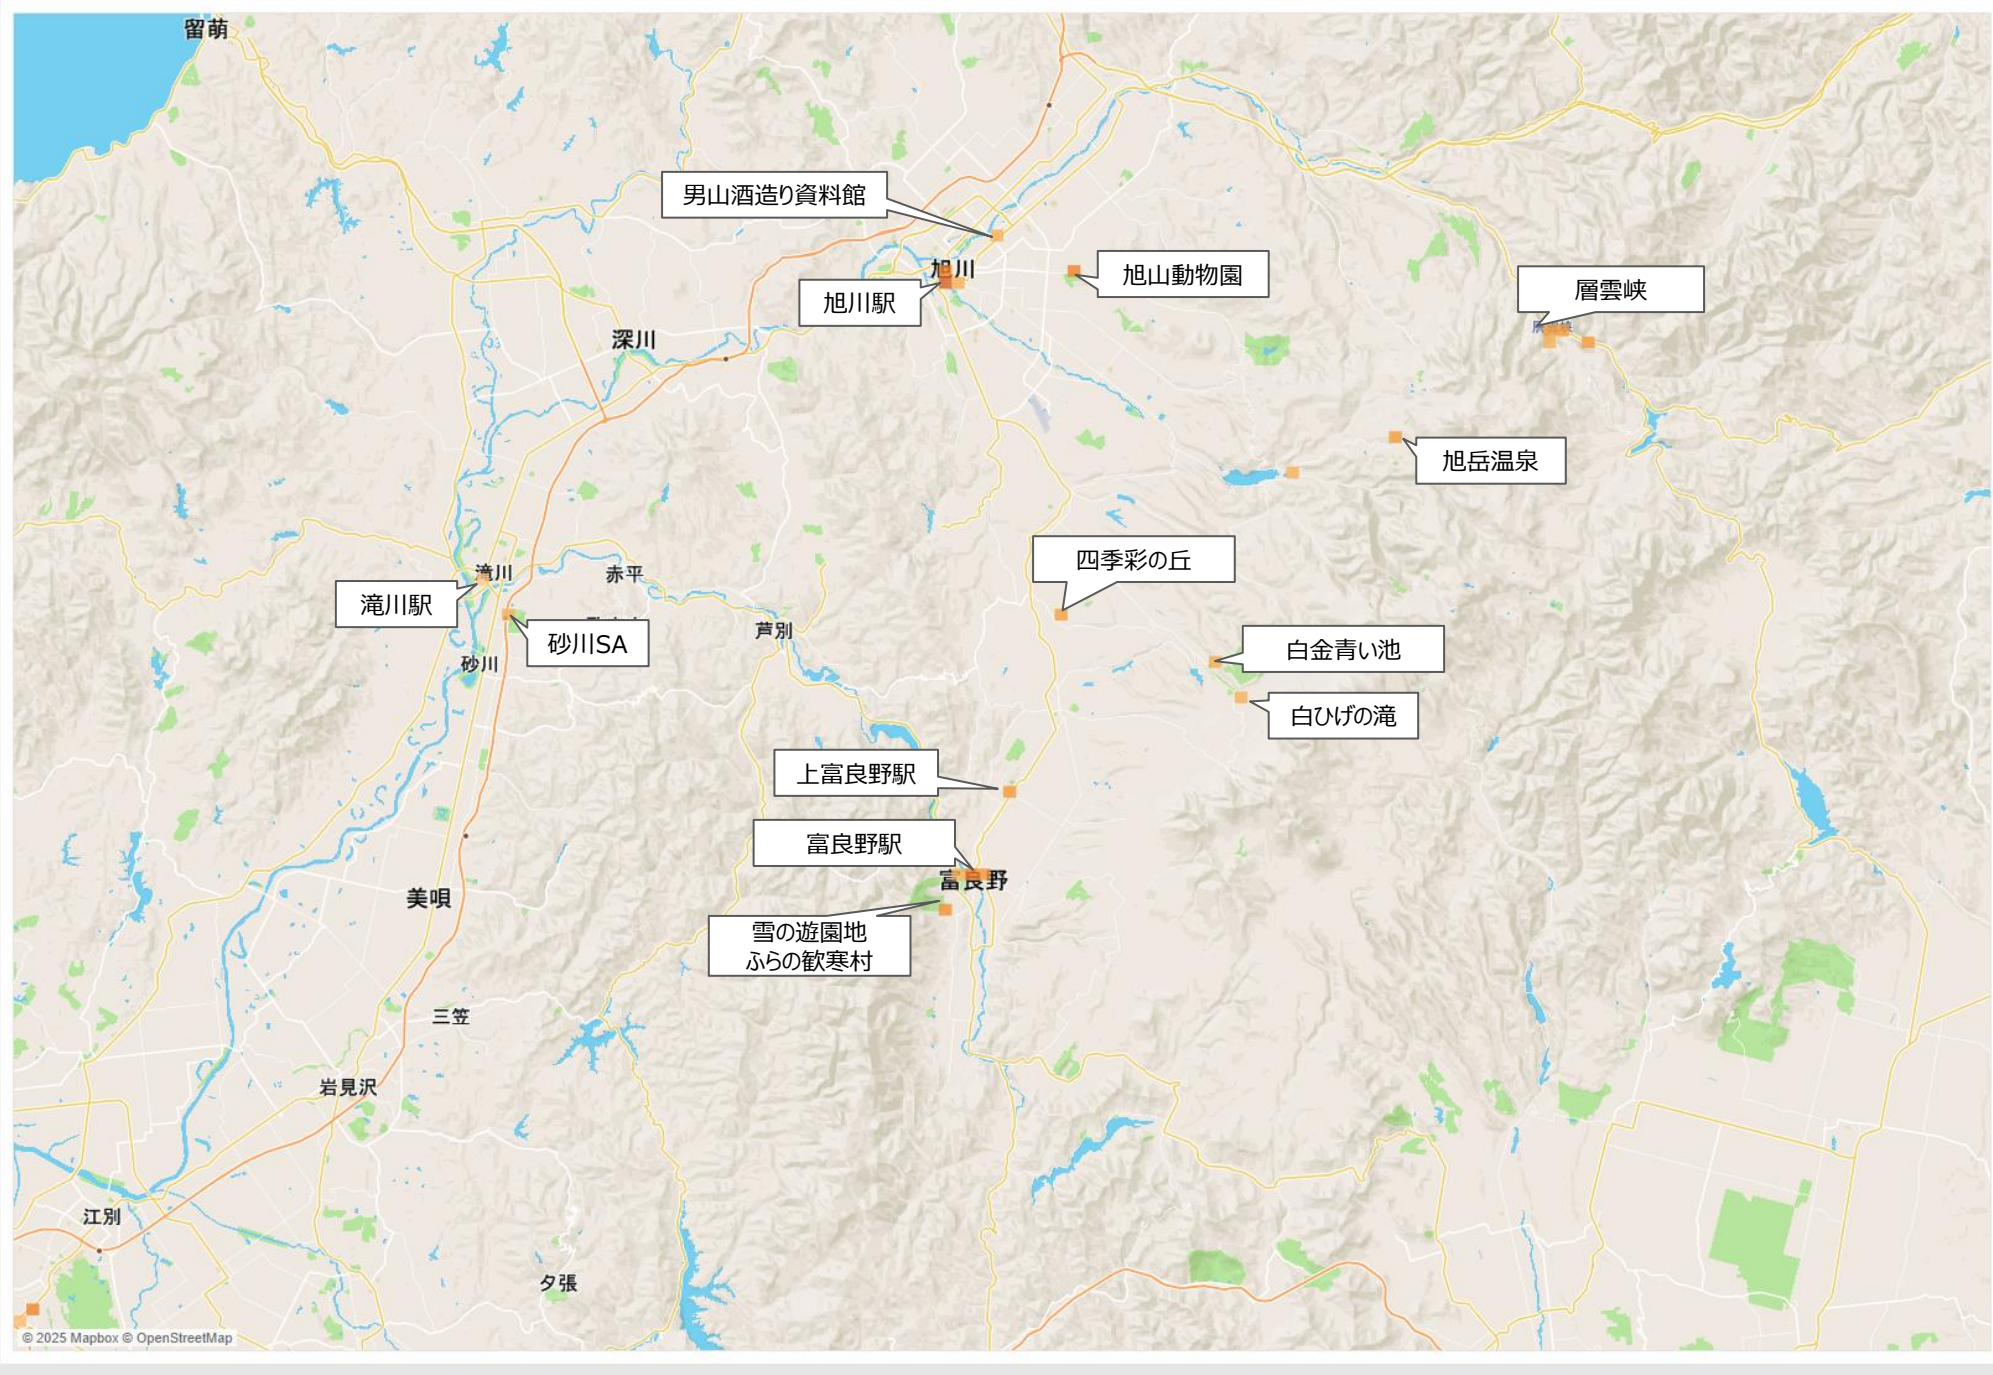 留萌
男山酒造り資料館
旭川
旭山動物園
旭川駅
層雲峡
深川
旭岳温泉
四季彩の丘
滝川
赤平
滝川駅
芦別
砂川SA
砂川
白金青い池
白ひげの滝
上富良野駅
富良野駅
富良野
美唄
雪の遊園地
ふらの歓寒村
三笠
岩見沢
江別
夕張
© 2025 Mapbox © OpenStreetMap